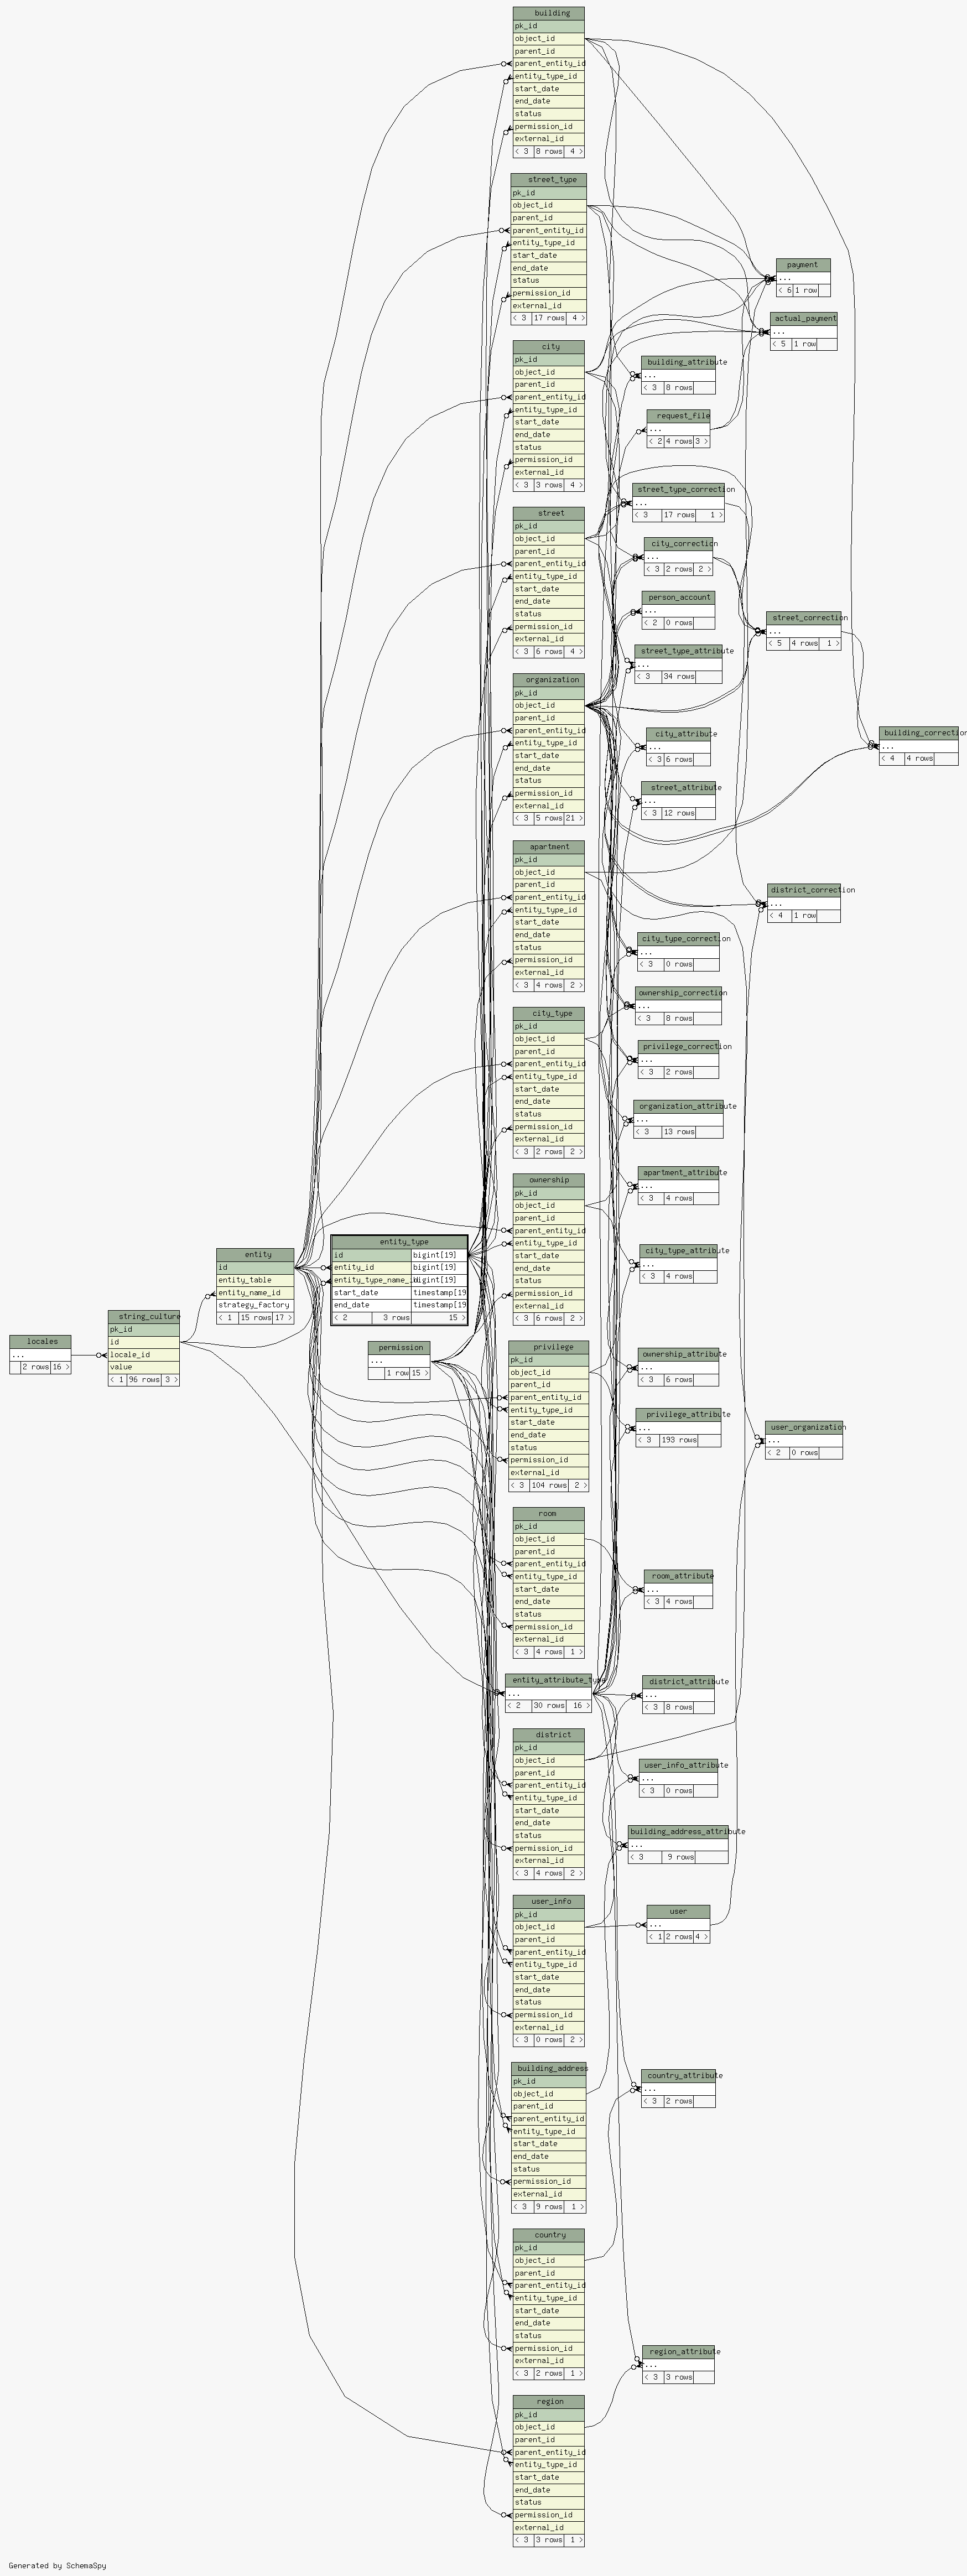 building
pk_id
object_id
parent_id
parent_entity_id
entity_type_id
start_date
end_date
status
permission_id
external_id
< 3 8 rows 4 >
street_type
pk_id
object_id
parent_id
parent_entity_id
entity_type_id
start_date
end_date
status
permission_id
external_id
< 3 17 rows 4 >
city
pk_id
object_id
parent_id
parent_entity_id
entity_type_id
start_date
end_date
status
permission_id
external_id
< 3 3 rows 4 >
street
pk_id
object_id
parent_id
parent_entity_id
entity_type_id
start_date
end_date
status
permission_id
external_id
< 3 6 rows 4 >
organization
pk_id
object_id
parent_id
parent_entity_id
entity_type_id
start_date
end_date
status
permission_id
external_id
< 3 5 rows 21 >
apartment
pk_id
object_id
parent_id
parent_entity_id
entity_type_id
start_date
end_date
status
permission_id
external_id
< 3 4 rows 2 >
city_type
pk_id
object_id
parent_id
parent_entity_id
entity_type_id
start_date
end_date
status
permission_id
external_id
< 3 2 rows 2 >
ownership
pk_id
object_id
parent_id
parent_entity_id
entity_type_id
start_date
end_date
status
permission_id
external_id
< 3 6 rows 2 >
locales
...
2 rows 16 >
string_culture
pk_id
id
locale_id
value
< 1 96 rows 3 >
entity
id
entity_table
entity_name_id
strategy_factory
< 1 15 rows 17 >
entity_type
id bigint[19]
entity_id bigint[19]
entity_type_name_id bigint[19]
start_date timestamp[19
end_date timestamp[19
< 2 3 rows 15 >
permission
...
1 row 15 >
privilege
pk_id
object_id
parent_id
parent_entity_id
entity_type_id
start_date
end_date
status
permission_id
external_id
< 3 104 rows 2 >
room
pk_id
object_id
parent_id
parent_entity_id
entity_type_id
start_date
end_date
status
permission_id
external_id
< 3 4 rows 1 >
entity_attribute_type
...
< 2 30 rows 16 >
district
pk_id
object_id
parent_id
parent_entity_id
entity_type_id
start_date
end_date
status
permission_id
external_id
< 3 4 rows 2 >
user_info
pk_id
object_id
parent_id
parent_entity_id
entity_type_id
start_date
end_date
status
permission_id
external_id
< 3 0 rows 2 >
building_address
pk_id
object_id
parent_id
parent_entity_id
entity_type_id
start_date
end_date
status
permission_id
external_id
< 3 9 rows 1 >
country
pk_id
object_id
parent_id
parent_entity_id
entity_type_id
start_date
end_date
status
permission_id
external_id
< 3 2 rows 1 >
region
pk_id
object_id
parent_id
parent_entity_id
entity_type_id
start_date
end_date
status
permission_id
external_id
< 3 3 rows 1 >
payment
...
< 6 1 row
actual_payment
...
< 5 1 row
building_attribute
...
< 3 8 rows
request_file
...
< 2 4 rows 3 >
street_type_correction
...
< 3 17 rows 1 >
city_correction
...
< 3 2 rows 2 >
person_account
...
< 2 0 rows
street_correction
...
< 5 4 rows 1 >
street_type_attribute
...
< 3 34 rows
city_attribute
...
< 3 6 rows
building_correction
...
< 4 4 rows
street_attribute
...
< 3 12 rows
district_correction
...
< 4 1 row
city_type_correction
...
< 3 0 rows
ownership_correction
...
< 3 8 rows
privilege_correction
...
< 3 2 rows
organization_attribute
...
< 3 13 rows
apartment_attribute
...
< 3 4 rows
city_type_attribute
...
< 3 4 rows
ownership_attribute
...
< 3 6 rows
privilege_attribute
...
< 3 193 rows
user_organization
...
< 2 0 rows
room_attribute
...
< 3 4 rows
district_attribute
...
< 3 8 rows
user_info_attribute
...
< 3 0 rows
building_address_attribute
...
< 3 9 rows
user
...
< 1 2 rows 4 >
country_attribute
...
< 3 2 rows
region_attribute
...
< 3 3 rows
Generated by SchemaSpy